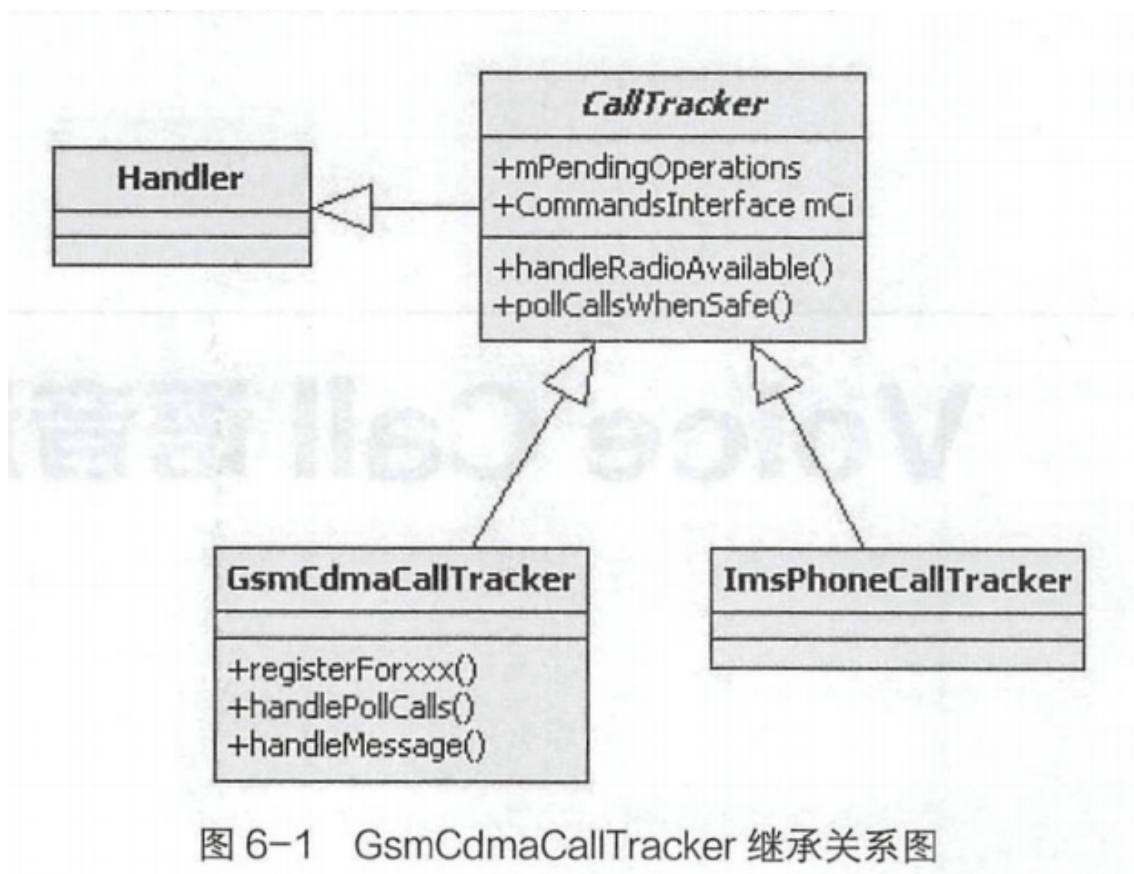 CallTracker
+mPendingOperations
+CommandsInterface mCi
+handleRadioAvailable()
+pollCallsWhenSafe()
Handler
GsmCdmaCallTracker
+registerForxxx()
+handlePollCalls()
+handleMessage()
ImsPhoneCallTracker
图 6-1 GsmCdmaCallTracker 继承关系图